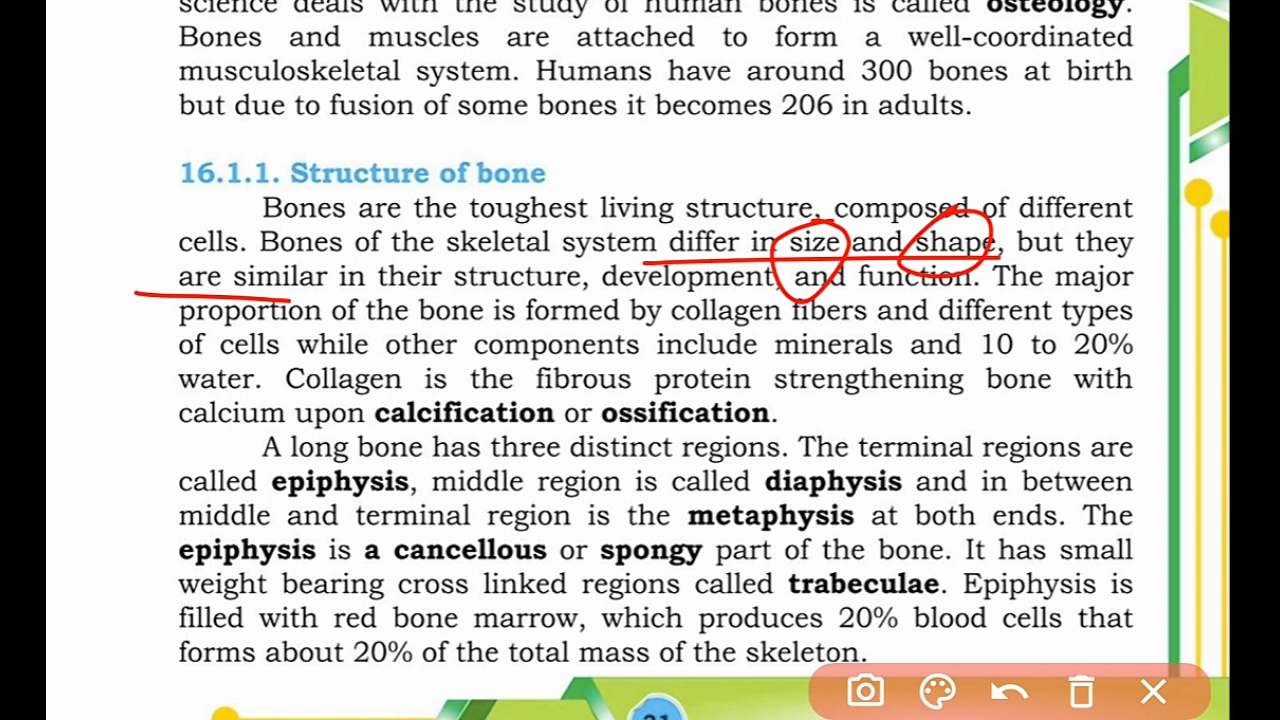 science deals with the study of human bones is called osteology.
Bones and muscles are attached to form a well-coordinated
musculoskeletal system. Humans have around 300 bones at birth
but due to fusion of some bones it becomes 206 in adults.
16.1.1. Structure of bone
Bones are the toughest living structure, composed of different
cells. Bones of the skeletal system differ in size and shape, but they
are similar in their structure, development, and function. The major
proportion of the bone is formed by collagen fibers and different types
of cells while other components include minerals and 10 to 20%
water. Collagen is the fibrous protein strengthening bone with
calcium upon calcification or ossification.
A long bone has three distinct regions. The terminal regions are
called epiphysis, middle region is called diaphysis and in between
middle and terminal region is the metaphysis at both ends. The
epiphysis is a cancellous or spongy part of the bone. It has small
weight bearing cross linked regions called trabeculae. Epiphysis is
filled with red bone marrow, which produces 20% blood cells that
forms about 20% of the total mass of the skeleton.